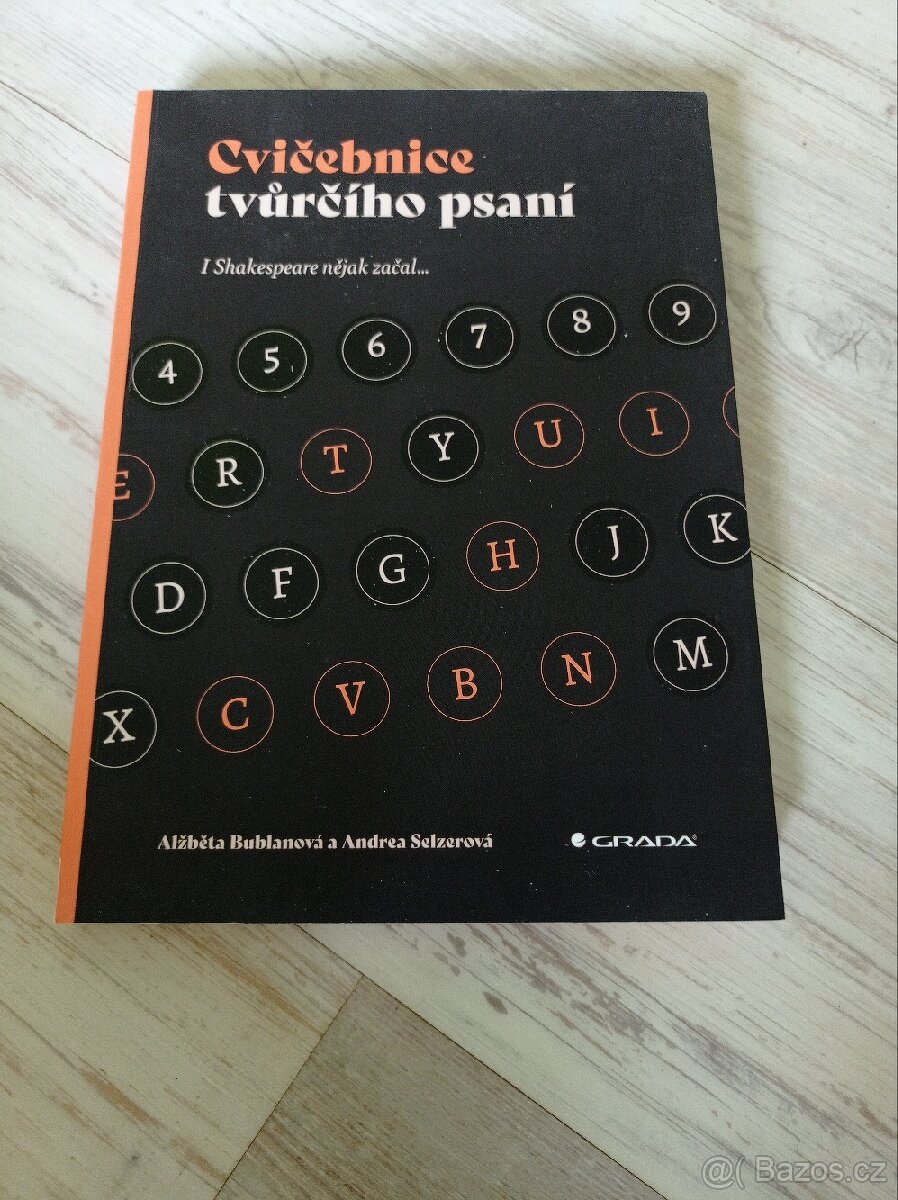 Cvičebnice
tvůrčího psaní
I Shakespeare nějak začal...
4 5 6 7 8 9
E R T Y U I
D F G H J K
X C V B N M
Alžběta Bublanová a Andrea Selzerová
GRADA®
@( Bazos.cz